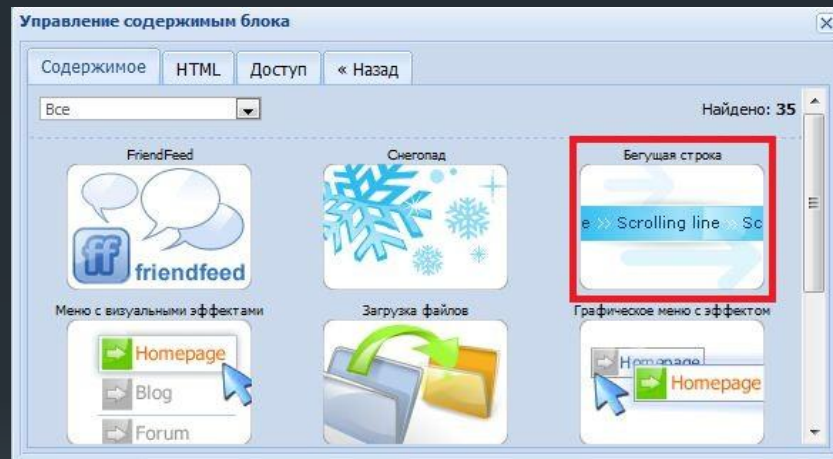 Управление содержимым блока
Содержимое HTML Доступ « Назад
Все Найдено: 35
FriendFeed Снегопад Бегущая строка
ff friendfeed
e » Scrolling line » Sc
Меню с визуальными эффектами Загрузка файлов Графическое меню с эффектом
Homepage Homepage
Homepage
Blog
Forum